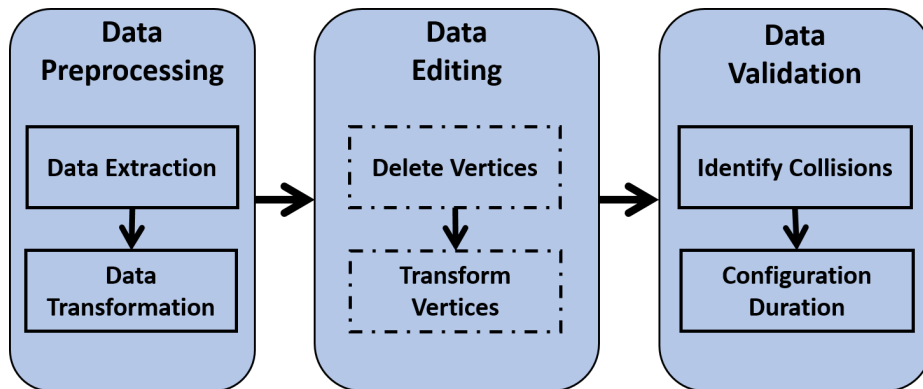 Data
Preprocessing
Data Extraction
Data
Transformation
Data
Editing
Delete Vertices
Transform
Vertices
Data
Validation
Identify Collisions
Configuration
Duration